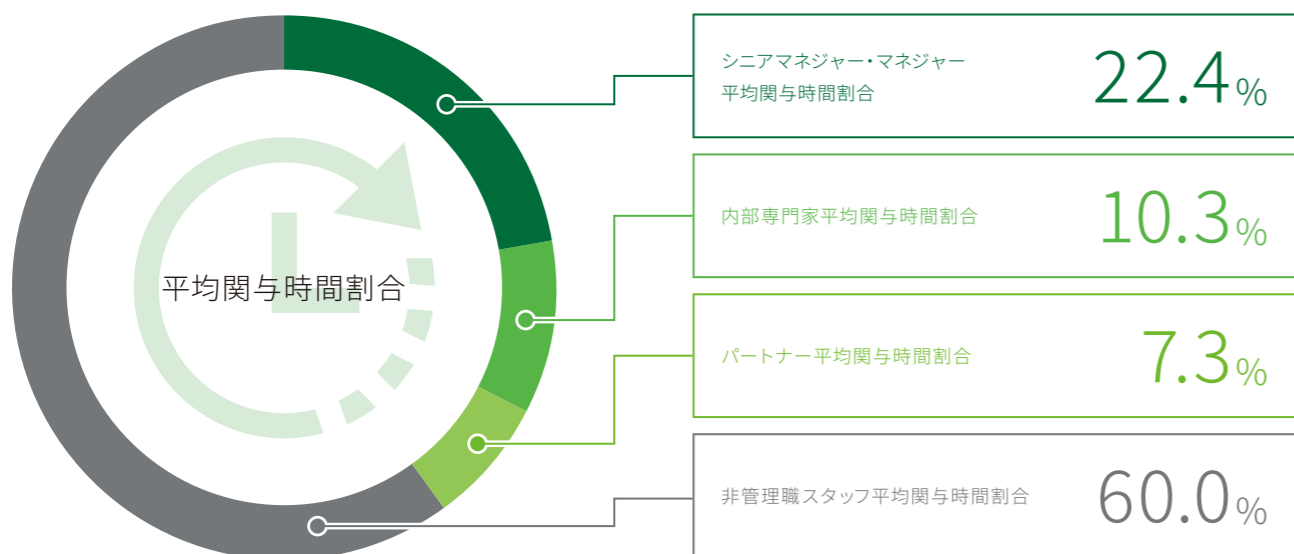 平均関与時間割合
シニアマネジャー・マネジャー
平均関与時間割合
22.4%
内部専門家平均関与時間割合
10.3%
パートナー平均関与時間割合
7.3%
非管理職スタッフ平均関与時間割合
60.0%